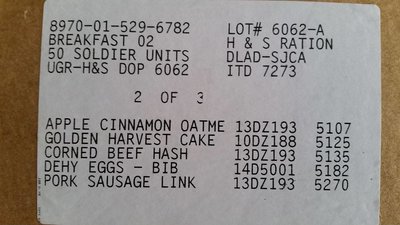 8970-01-529-6782 LOT# 6062-A
BREAKFAST 02 H & S RATION
50 SOLDIER UNITS DLAD-SJCA
UGR-H&S DOP 6062 ITD 7273
2 OF 3
APPLE CINNAMON OATME 13DZ193 5107
GOLDEN HARVEST CAKE 10DZ188 5125
CORNED BEEF HASH 13DZ193 5135
DEHY EGGS - BIB 14D5001 5182
PORK SAUSAGE LINK 13DZ193 5270